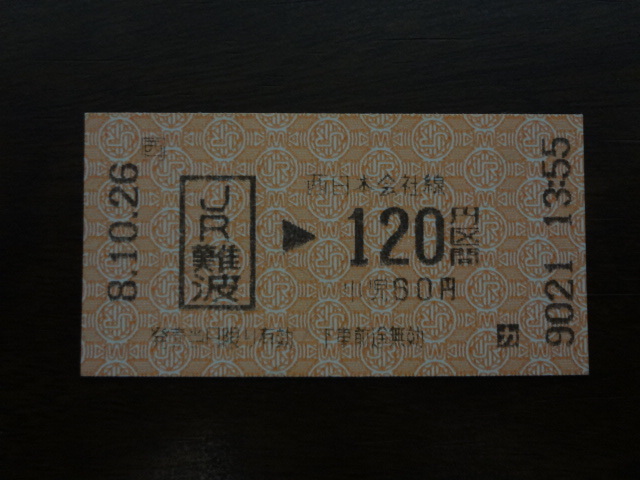 8.10.26
JR難波
西日本会社線
▶120円区間
小児60円
発売当日限り有効 下車前途無効
9021 13:55